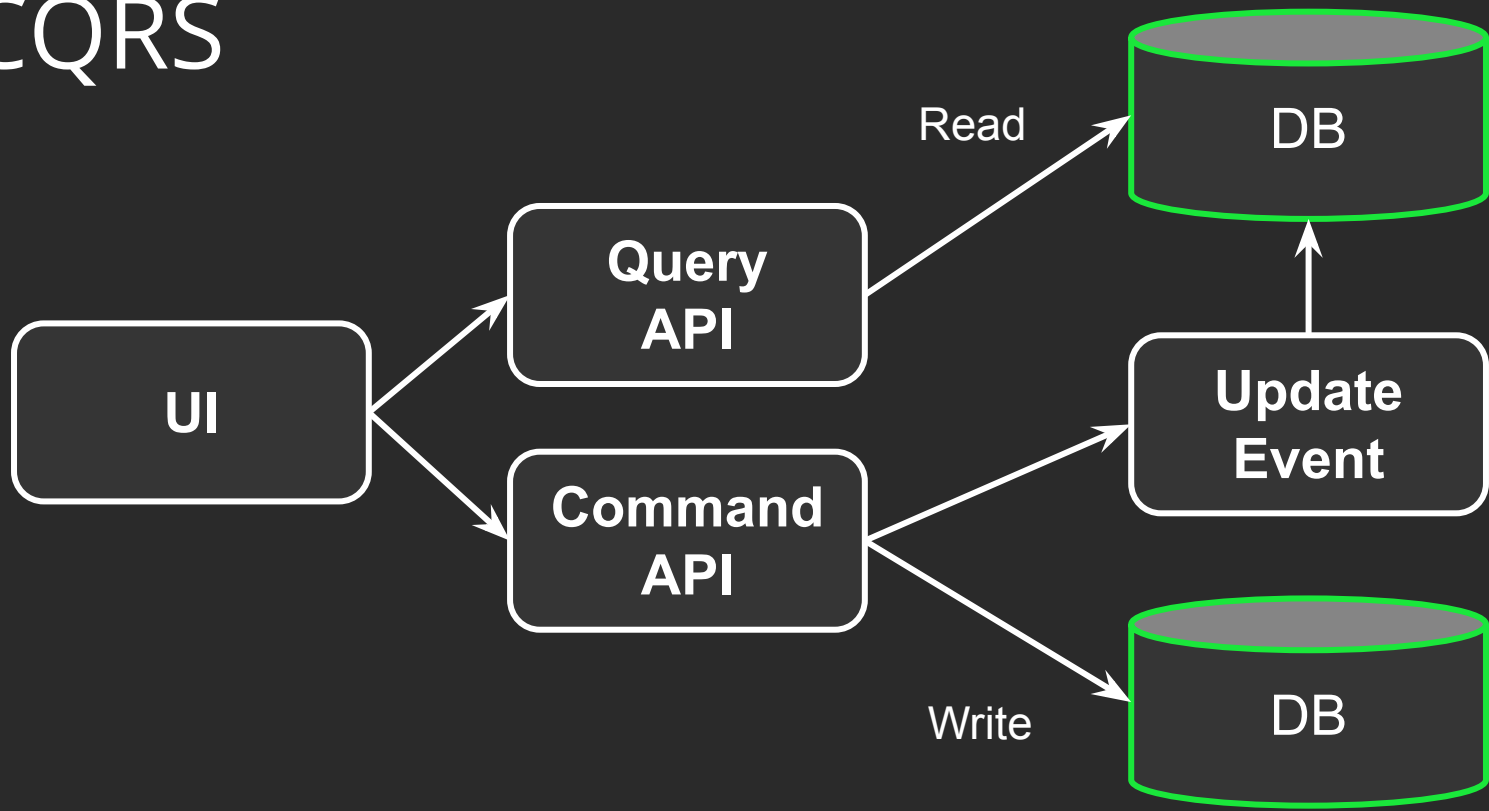 CQRS
Read
DB
Query
API
UI
Update
Event
Command
API
Write
DB